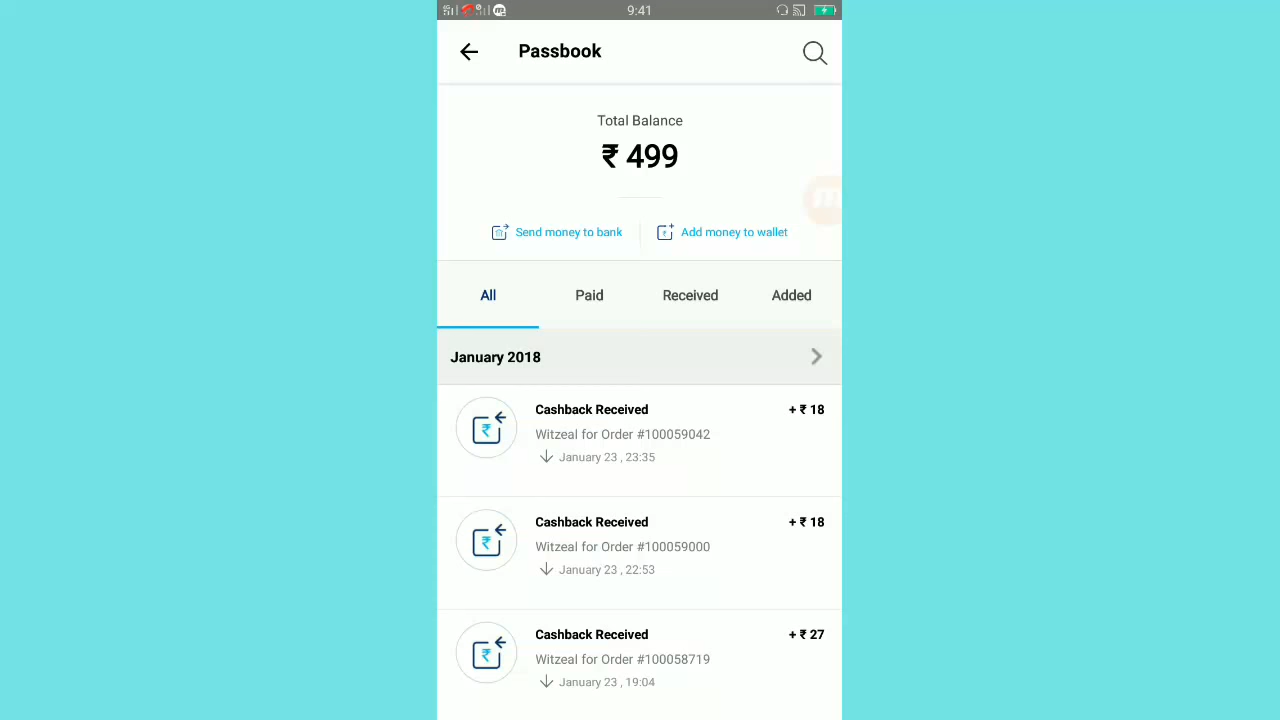 9:41
Passbook
Total Balance
₹ 499
Send money to bank
Add money to wallet
All
Paid
Received
Added
January 2018
Cashback Received
+ ₹ 18
Witzeal for Order #100059042
January 23 , 23:35
Cashback Received
+ ₹ 18
Witzeal for Order #100059000
January 23 , 22:53
Cashback Received
+ ₹ 27
Witzeal for Order #100058719
January 23 , 19:04